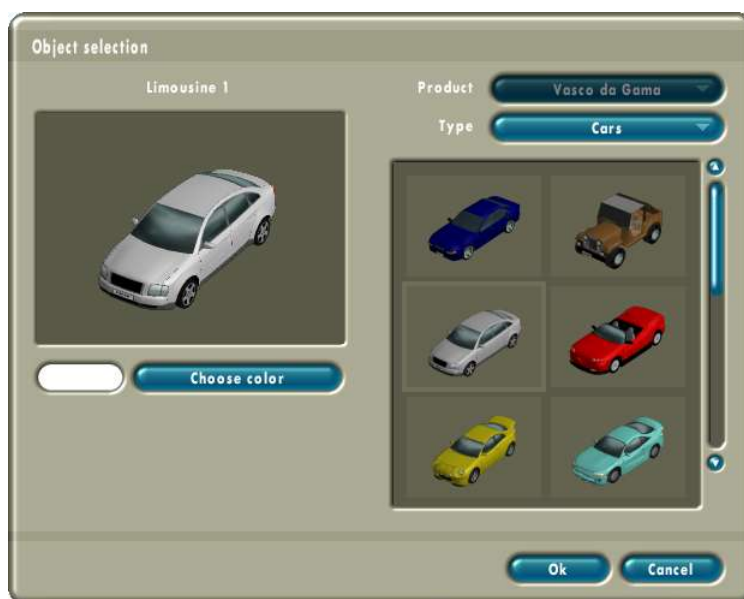 Object selection
Limousine 1
Product
Vasco da Gama
Type
Cars
Choose color
Ok
Cancel